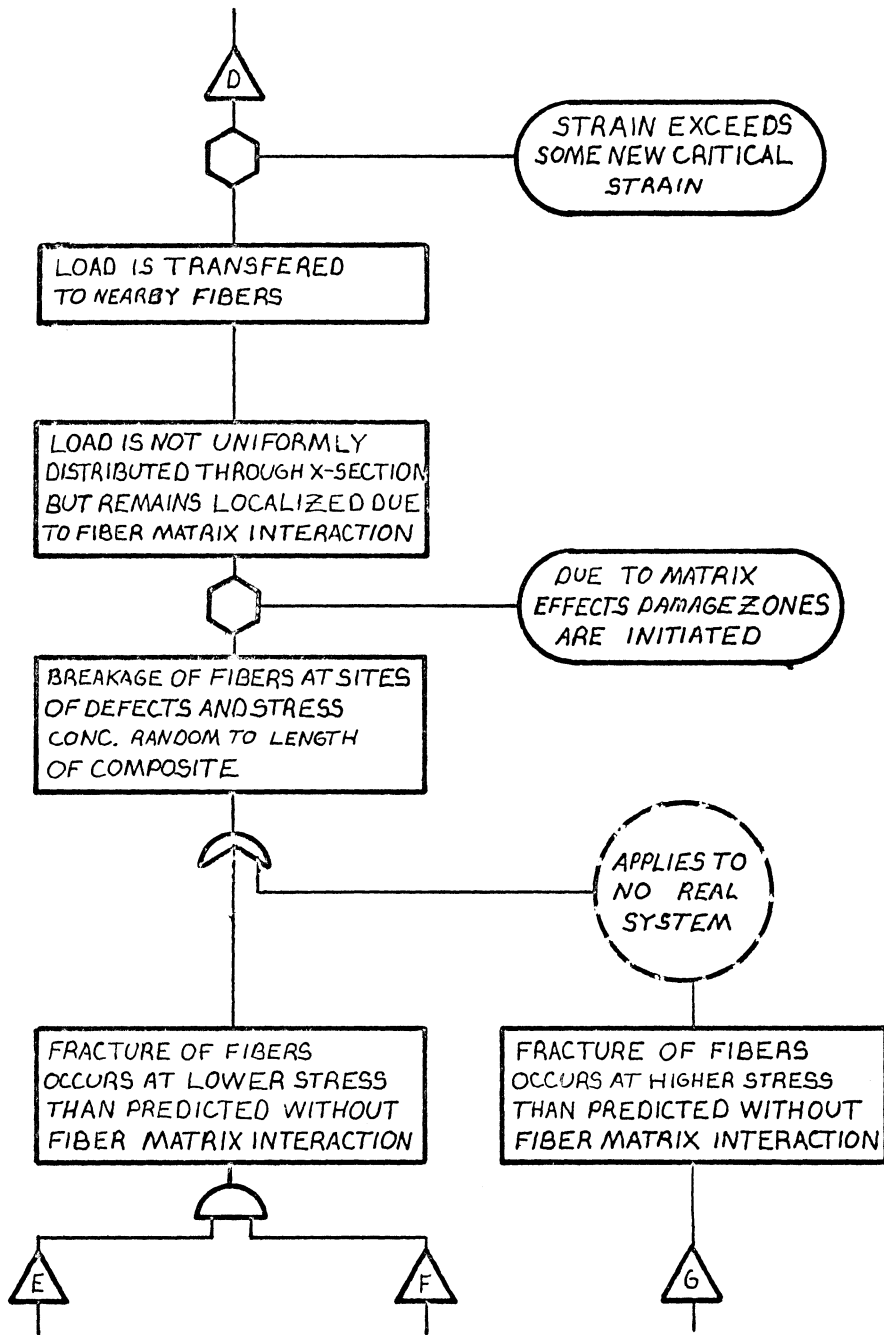 D
STRAIN EXCEEDS
SOME NEW CRITICAL
STRAIN
LOAD IS TRANSFERED
TO NEARBY FIBERS
LOAD IS NOT UNIFORMLY
DISTRIBUTED THROUGH X-SECTION
BUT REMAINS LOCALIZED DUE
TO FIBER MATRIX INTERACTION
DUE TO MATRIX
EFFECTS DAMAGE ZONES
ARE INITIATED
BREAKAGE OF FIBERS AT SITES
OF DEFECTS AND STRESS
CONC. RANDOM TO LENGTH
OF COMPOSITE
APPLIES TO
NO REAL
SYSTEM
FRACTURE OF FIBERS
OCCURS AT LOWER STRESS
THAN PREDICTED WITHOUT
FIBER MATRIX INTERACTION
FRACTURE OF FIBERS
OCCURS AT HIGHER STRESS
THAN PREDICTED WITHOUT
FIBER MATRIX INTERACTION
E
F
G